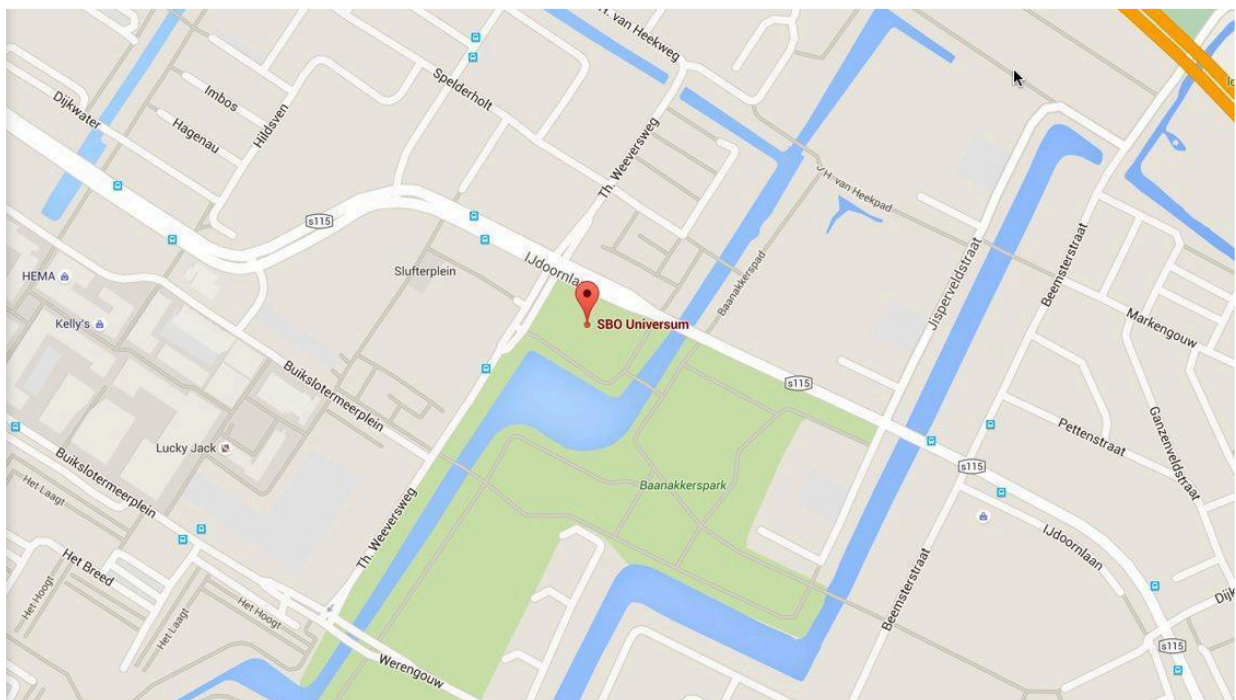 J.H. van Heekweg
Spelderholt
Imbos
Hildsven
Dijkwater
Hagenau
Th. Weeversweg
J.H. van Heekpad
s115
Beemsterstraat
Jisperveldstraat
Baanakkerspad
IJdoornlaan
Slufterplein
HEMA
SBO Universum
Kelly's
Markengouw
s115
Buikslotermeerplein
Pettenstraat
Ganzenveldstraat
Lucky Jack
s115
Buikslotermeerplein
Het Laagt
Baanakkerspark
Th. Weeversweg
IJdoornlaan
Het Breed
Beemsterstraat
Het Hoogt
Het Laagt
Het Hoogt
Dijk
s115
Werengouw